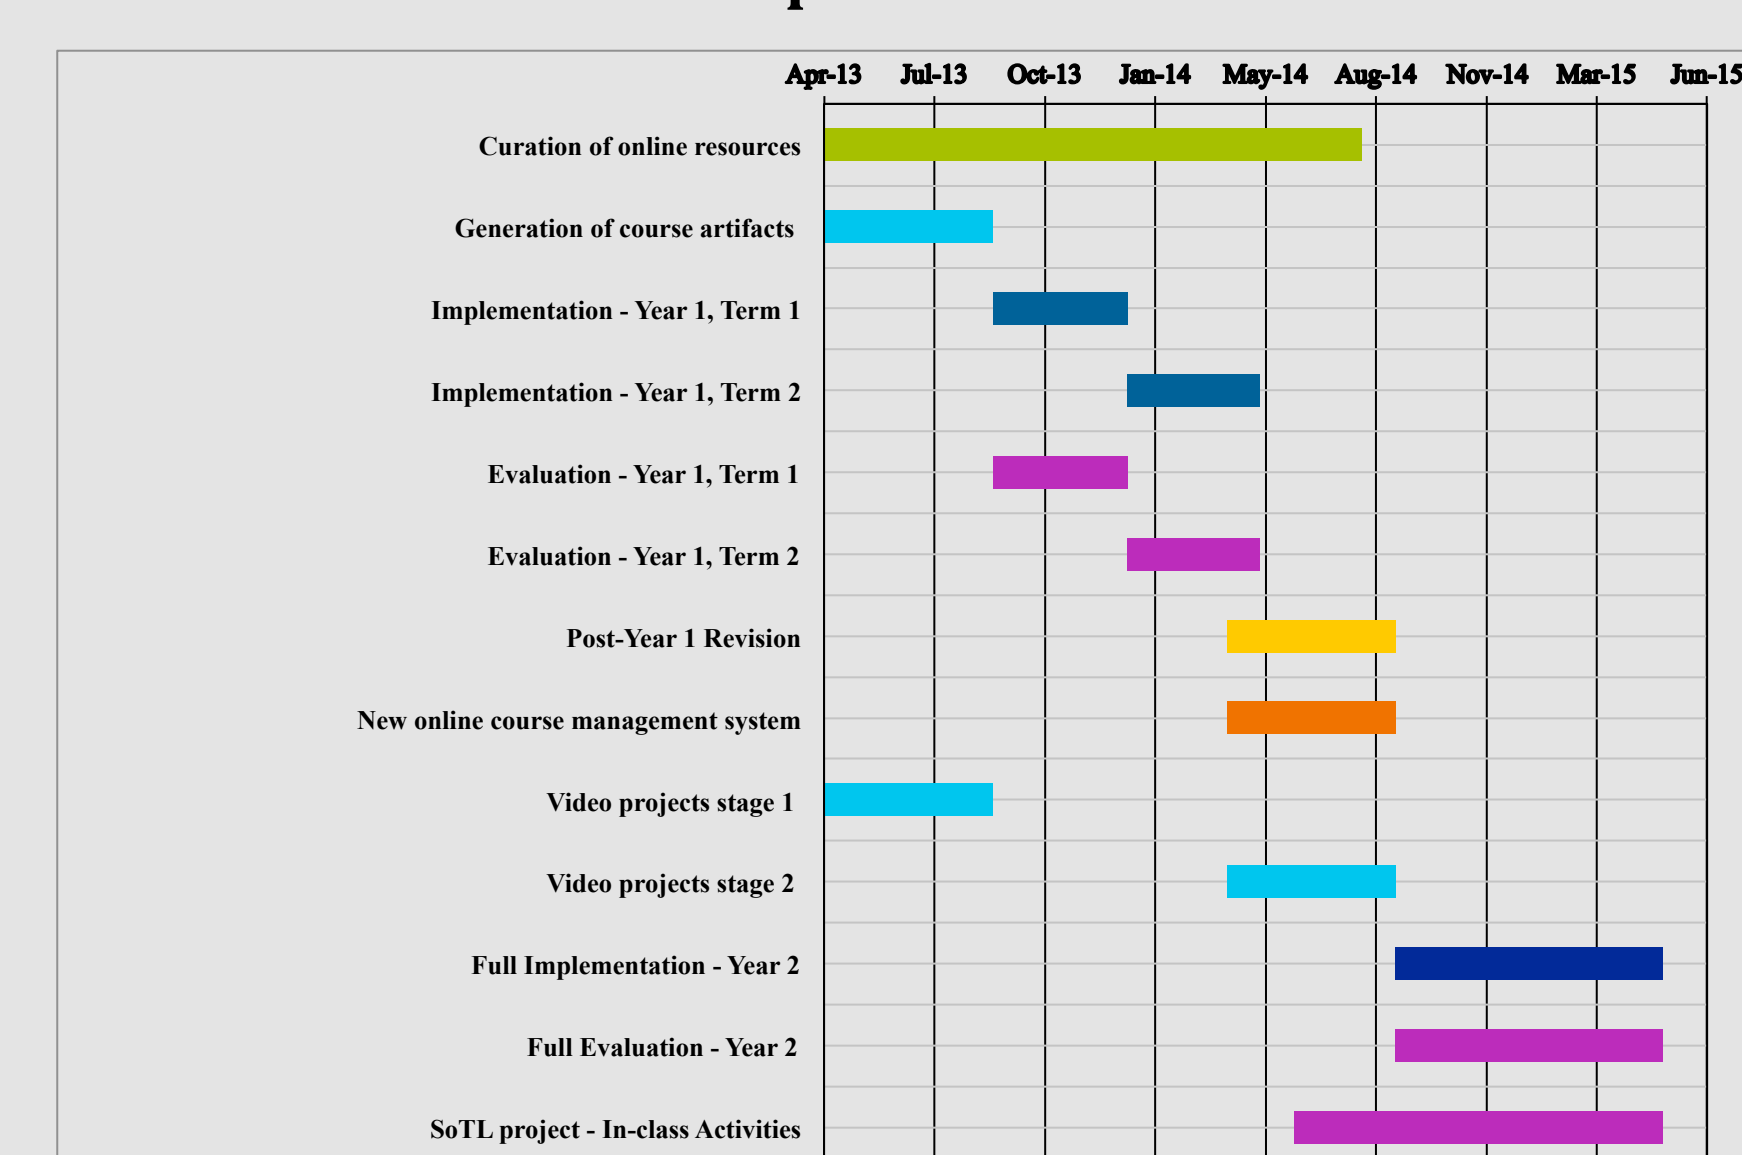 Apr-13 Jul-13 Oct-13 Jan-14 May-14 Aug-14 Nov-14 Mar-15 Jun-15
Curation of online resources
Generation of course artifacts
Implementation - Year 1, Term 1
Implementation - Year 1, Term 2
Evaluation - Year 1, Term 1
Evaluation - Year 1, Term 2
Post-Year 1 Revision
New online course management system
Video projects stage 1
Video projects stage 2
Full Implementation - Year 2
Full Evaluation - Year 2
SoTL project - In-class Activities